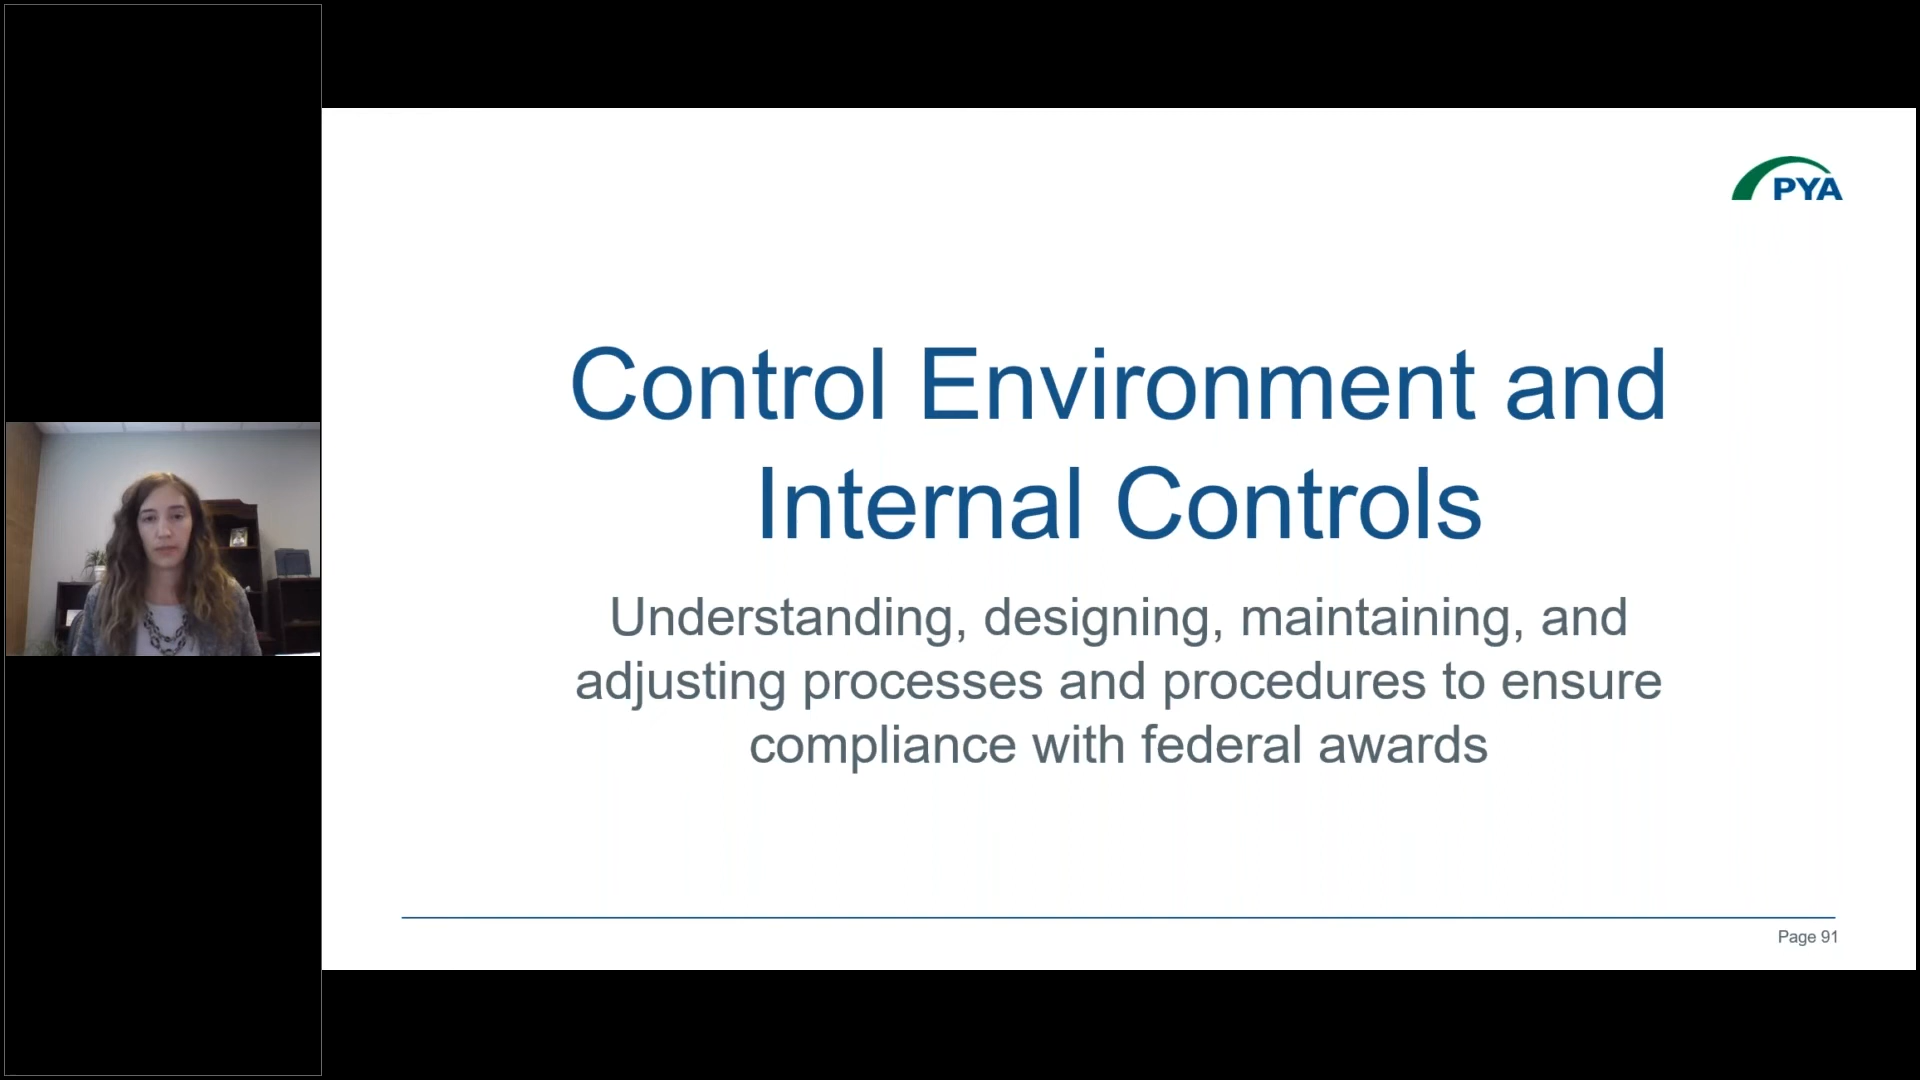 PYA
Control Environment and
Internal Controls
Understanding, designing, maintaining, and
adjusting processes and procedures to ensure
compliance with federal awards
Page 91